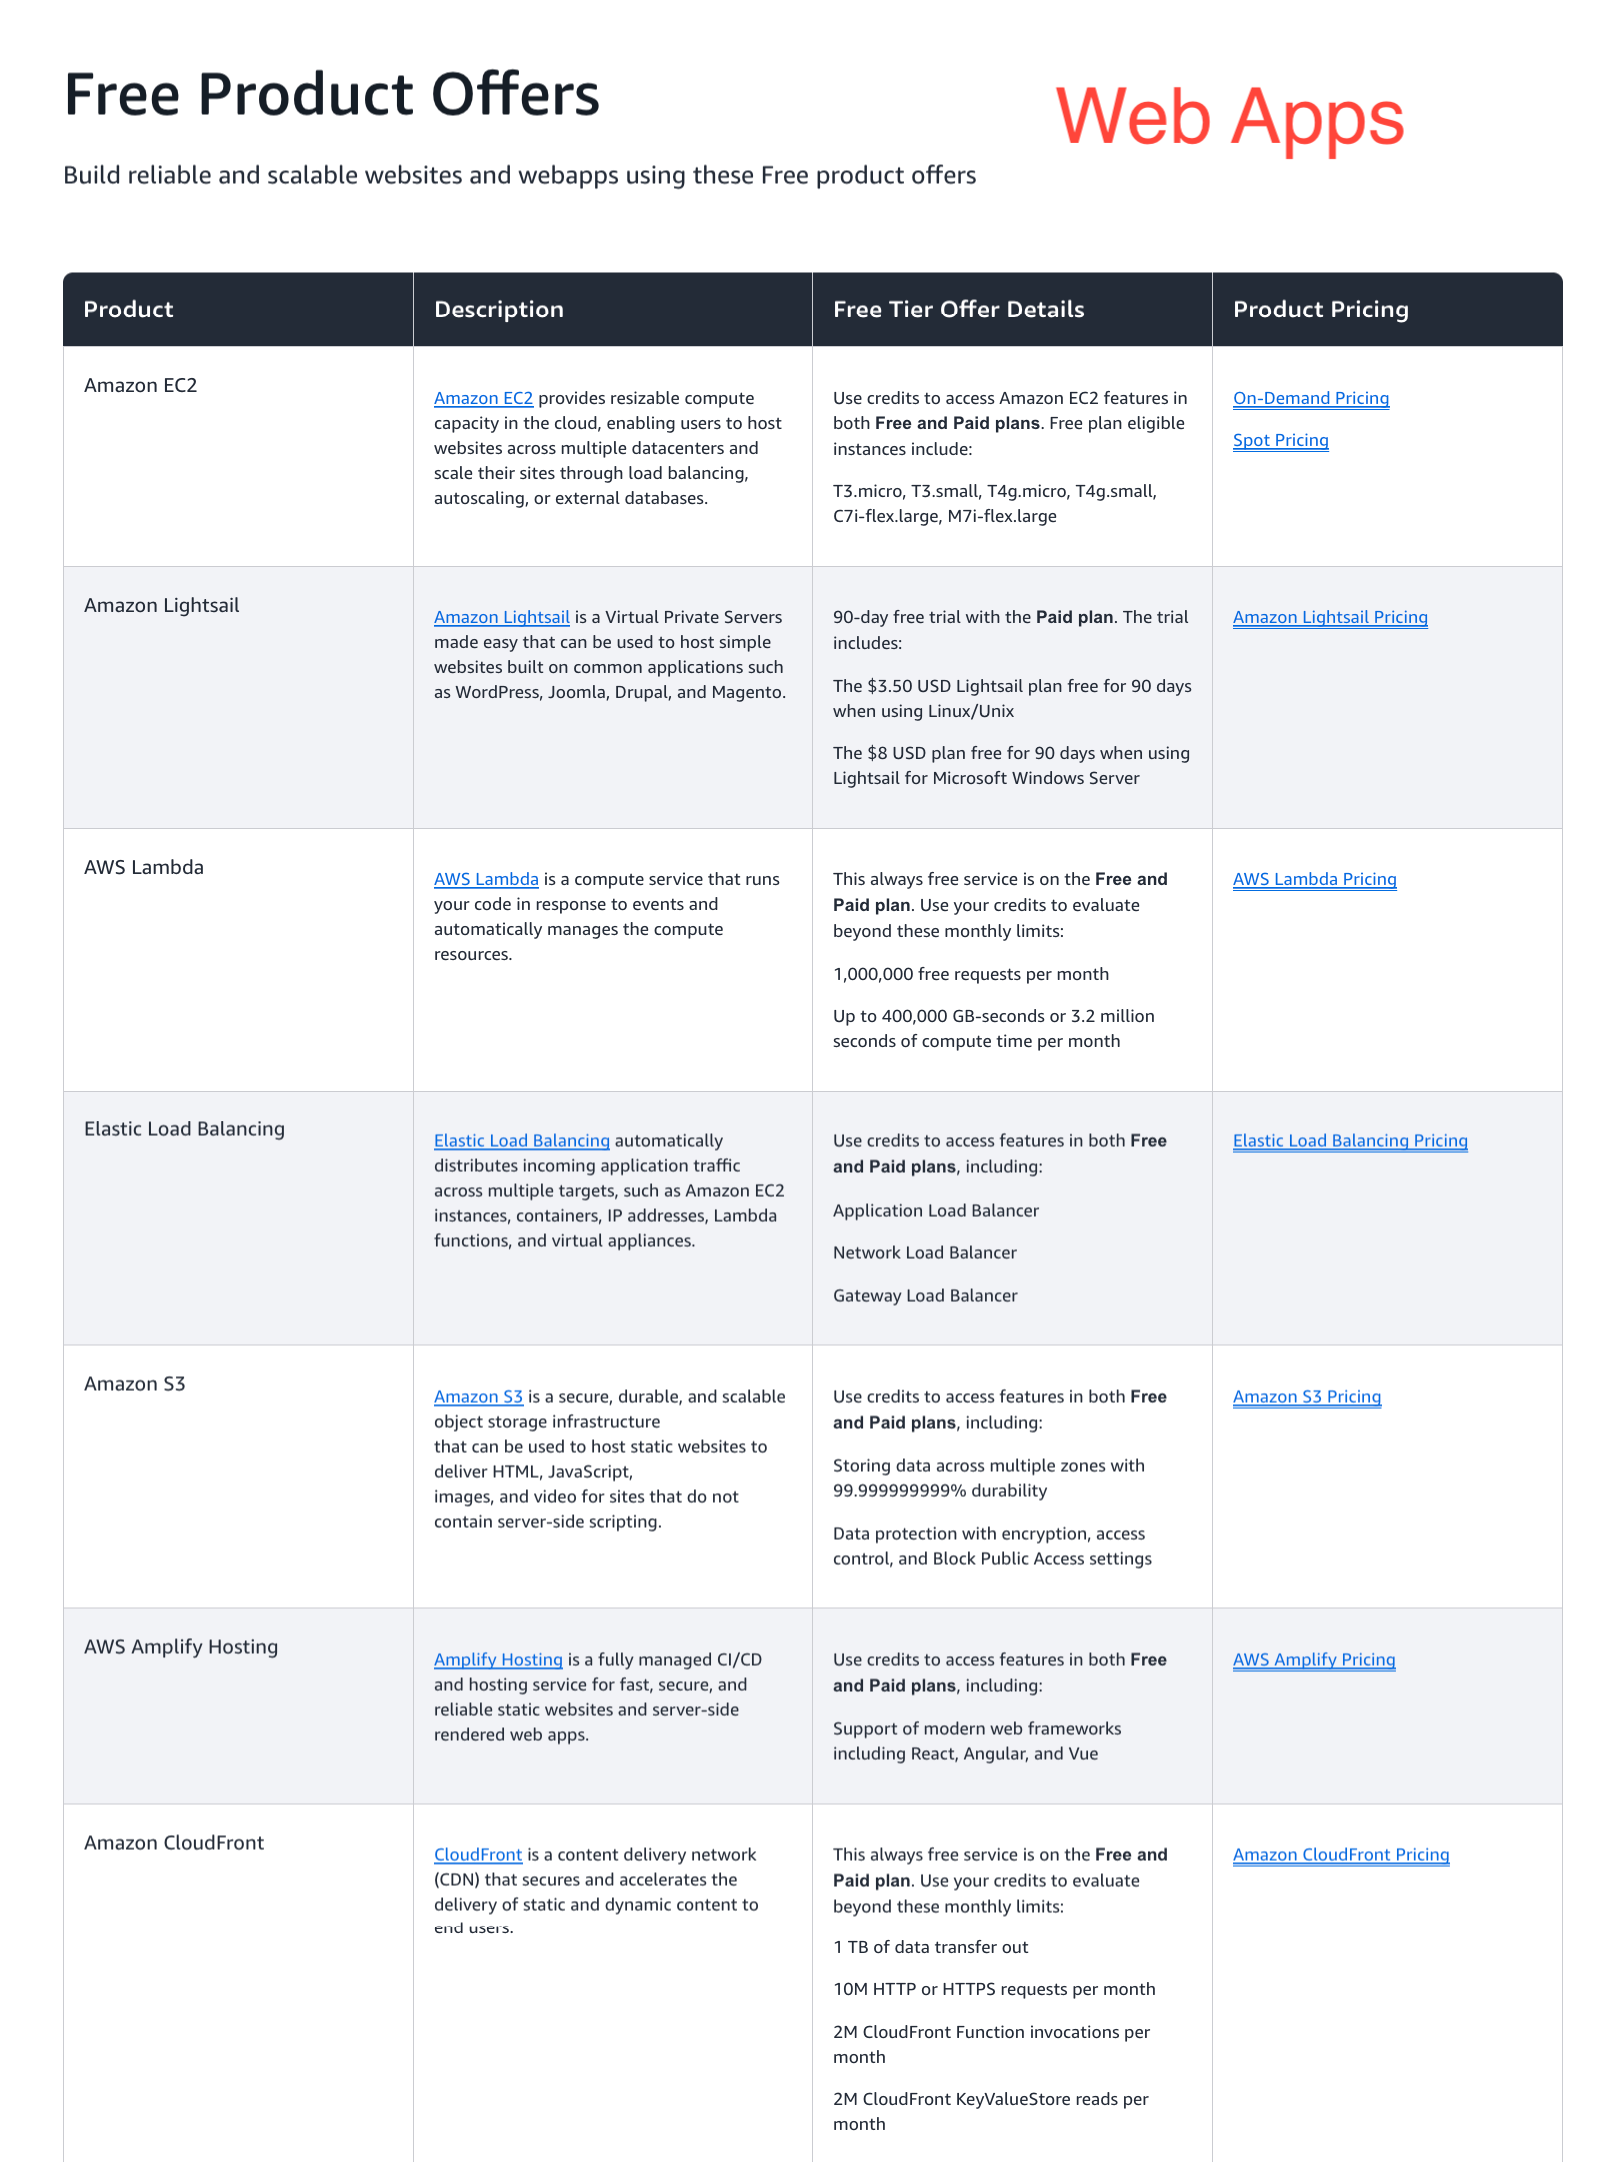 Free Product Offers
Web Apps
Build reliable and scalable websites and webapps using these Free product offers
Product
Description
Free Tier Offer Details
Product Pricing
Amazon EC2
Amazon EC2 provides resizable compute
capacity in the cloud, enabling users to host
websites across multiple datacenters and
scale their sites through load balancing,
autoscaling, or external databases.
Use credits to access Amazon EC2 features in
both Free and Paid plans. Free plan eligible
instances include:
T3.micro, T3.small, T4g.micro, T4g.small,
C7i-flex.large, M7i-flex.large
On-Demand Pricing
Spot Pricing
Amazon Lightsail
Amazon Lightsail is a Virtual Private Servers
made easy that can be used to host simple
websites built on common applications such
as WordPress, Joomla, Drupal, and Magento.
90-day free trial with the Paid plan. The trial
includes:
The $3.50 USD Lightsail plan free for 90 days
when using Linux/Unix
The $8 USD plan free for 90 days when using
Lightsail for Microsoft Windows Server
Amazon Lightsail Pricing
AWS Lambda
AWS Lambda is a compute service that runs
your code in response to events and
automatically manages the compute
resources.
This always free service is on the Free and
Paid plan. Use your credits to evaluate
beyond these monthly limits:
1,000,000 free requests per month
Up to 400,000 GB-seconds or 3.2 million
seconds of compute time per month
AWS Lambda Pricing
Elastic Load Balancing
Elastic Load Balancing automatically
distributes incoming application traffic
across multiple targets, such as Amazon EC2
instances, containers, IP addresses, Lambda
functions, and virtual appliances.
Use credits to access features in both Free
and Paid plans, including:
Application Load Balancer
Network Load Balancer
Gateway Load Balancer
Elastic Load Balancing Pricing
Amazon S3
Amazon S3 is a secure, durable, and scalable
object storage infrastructure
that can be used to host static websites to
deliver HTML, JavaScript,
images, and video for sites that do not
contain server-side scripting.
Use credits to access features in both Free
and Paid plans, including:
Storing data across multiple zones with
99.999999999% durability
Data protection with encryption, access
control, and Block Public Access settings
Amazon S3 Pricing
AWS Amplify Hosting
Amplify Hosting is a fully managed CI/CD
and hosting service for fast, secure, and
reliable static websites and server-side
rendered web apps.
Use credits to access features in both Free
and Paid plans, including:
Support of modern web frameworks
including React, Angular, and Vue
AWS Amplify Pricing
Amazon CloudFront
CloudFront is a content delivery network
(CDN) that secures and accelerates the
delivery of static and dynamic content to
end users.
This always free service is on the Free and
Paid plan. Use your credits to evaluate
beyond these monthly limits:
1 TB of data transfer out
10M HTTP or HTTPS requests per month
2M CloudFront Function invocations per
month
2M CloudFront KeyValueStore reads per
month
Amazon CloudFront Pricing